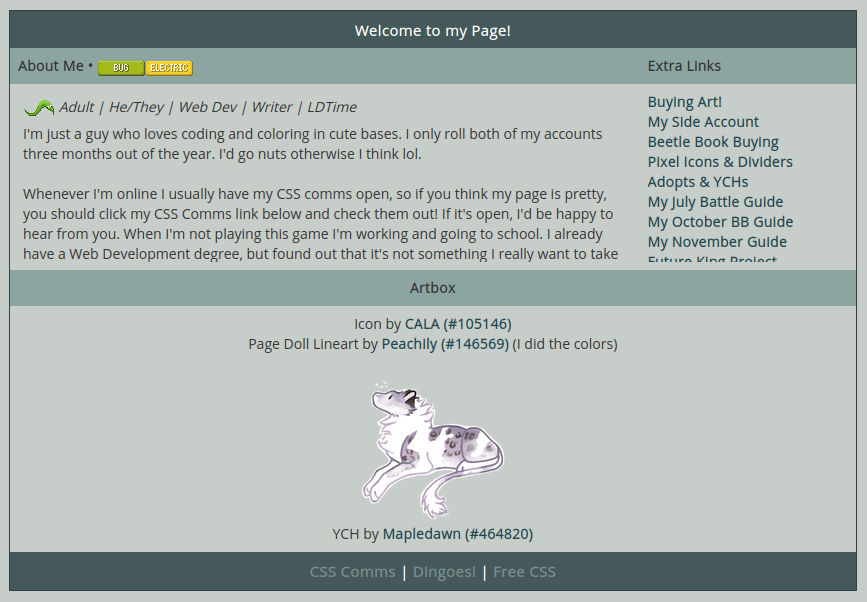 Welcome to my Page!
About Me • BUG ELECTRIC
Adult | He/They | Web Dev | Writer | LDTime
I'm just a guy who loves coding and coloring in cute bases. I only roll both of my accounts
three months out of the year. I'd go nuts otherwise I think lol.
Whenever I'm online I usually have my CSS comms open, so if you think my page is pretty,
you should click my CSS Comms link below and check them out! If it's open, I'd be happy to
hear from you. When I'm not playing this game I'm working and going to school. I already
have a Web Development degree, but found out that it's not something I really want to take
Extra Links
Buying Art!
My Side Account
Beetle Book Buying
Pixel Icons & Dividers
Adopts & YCHs
My July Battle Guide
My October BB Guide
My November Guide
Future King Project
Artbox
Icon by CALA (#105146)
Page Doll Lineart by Peachily (#146569) (I did the colors)
YCH by Mapledawn (#464820)
CSS Comms | Dingoes! | Free CSS